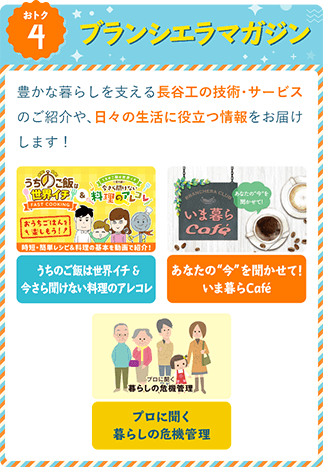 おトク
4
ブランシエラマガジン
豊かな暮らしを支える長谷工の技術・サービス
のご紹介や、日々の生活に役立つ情報をお届け
します！
うちのご飯は
世界イチ
FAST COOKING
&
今さら聞けない
料理のアレコレ
おうちごはんを
楽しもう！
時短・簡単レシピ&料理の基本を動画で紹介！
うちのご飯は世界イチ &
今さら聞けない料理のアレコレ
BRANCHERA CLUB
いま暮ら
Café
あなたの“今”を
聞かせて！
あなたの“今”を聞かせて！
いま暮らCafé
プロに聞く
暮らしの危機管理
プロに聞く
暮らしの危機管理